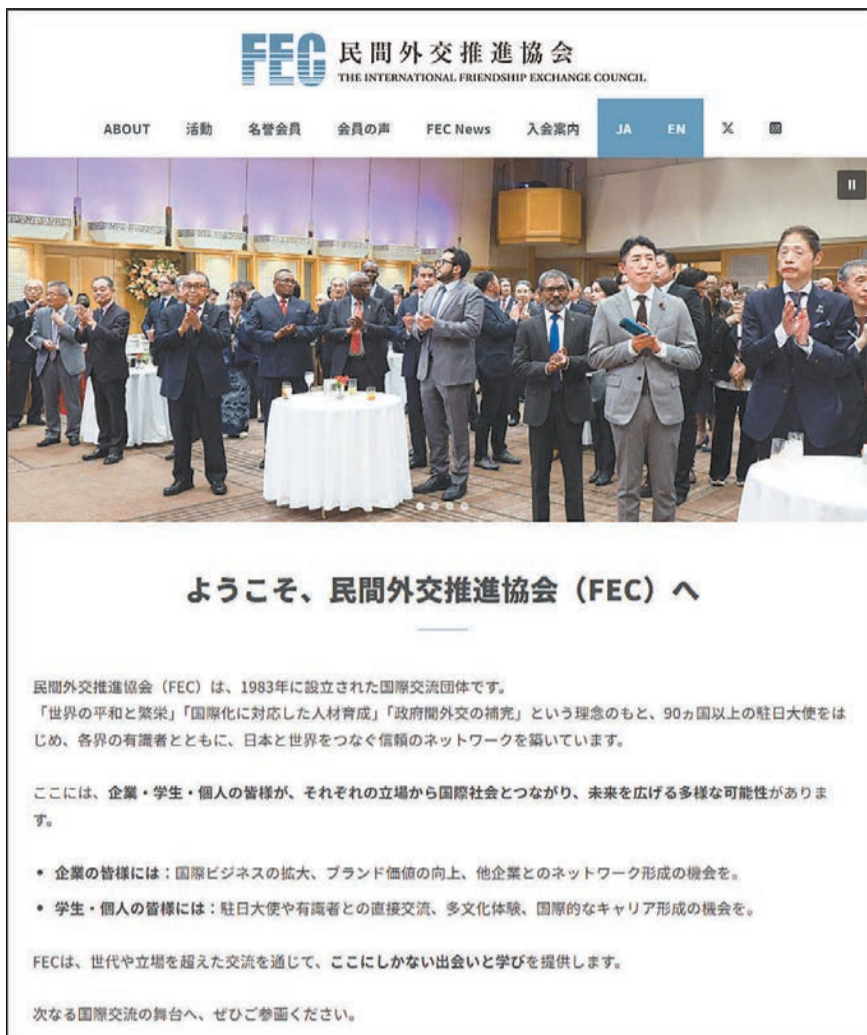 FEC 民間外交推進協会
THE INTERNATIONAL FRIENDSHIP EXCHANGE COUNCIL
ABOUT 活動 名誉会員 会員の声 FEC News 入会案内 JA EN X
ようこそ、民間外交推進協会（FEC）へ
民間外交推進協会（FEC）は、1983年に設立された国際交流団体です。
「世界の平和と繁栄」「国際化に対応した人材育成」「政府間外交の補完」という理念のもと、90ヵ国以上の駐日大使をは
じめ、各界の有識者とともに、日本と世界をつなぐ信頼のネットワークを築いています。
ここには、企業・学生・個人の皆様が、それぞれの立場から国際社会とつながり、未来を広げる多様な可能性がありま
す。
• 企業の皆様には：国際ビジネスの拡大、ブランド価値の向上、他企業とのネットワーク形成の機会を。
• 学生・個人の皆様には：駐日大使や有識者との直接交流、多文化体験、国際的なキャリア形成の機会を。
FECは、世代や立場を超えた交流を通じて、ここにしかない出会いと学びを提供します。
次なる国際交流の舞台へ、ぜひご参画ください。